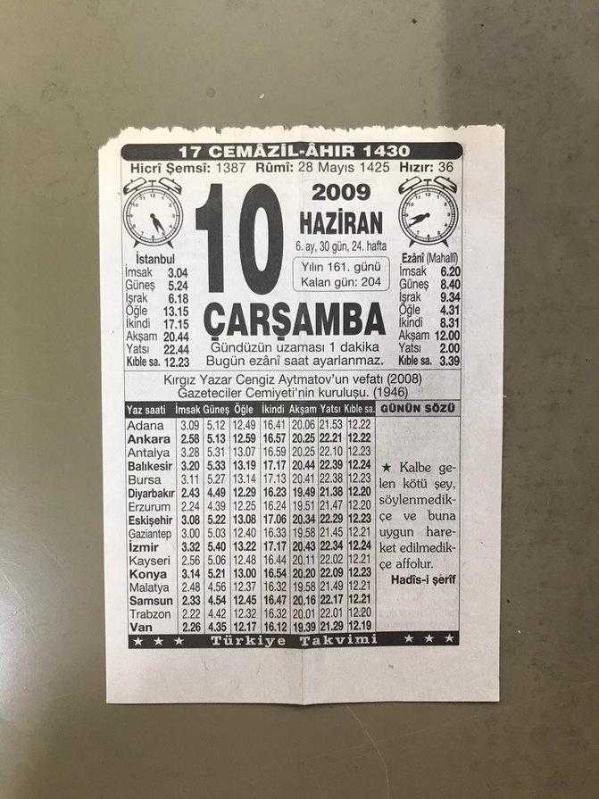 17 CEMÂZİL-ÂHIR 1430
Hicrî Şemsî: 1387 Rûmî: 28 Mayıs 1425 Hızır: 36
10
2009
HAZİRAN
6. ay, 30 gün, 24. hafta
Yılın 161. günü
Kalan gün: 204
ÇARŞAMBA
Gündüzün uzaması 1 dakika
Bugün ezânî saat ayarlanmaz.
İstanbul
İmsak 3.04
Güneş 5.24
İşrak 6.18
Öğle 13.15
İkindi 17.15
Akşam 20.44
Yatsı 22.44
Kıble sa. 12.23
Ezânî (Mahallî)
İmsak 6.20
Güneş 8.40
İşrak 9.34
Öğle 4.31
İkindi 8.31
Akşam 12.00
Yatsı 2.00
Kıble sa. 3.39
Kırgız Yazar Cengiz Aytmatov'un vefatı (2008)
Gazeteciler Cemiyeti'nin kuruluşu. (1946)
Yaz saati İmsak Güneş Öğle İkindi Akşam Yatsı Kıble sa.
Adana 3.09 5.12 12.49 16.41 20.06 21.53 12.22
Ankara 2.58 5.13 12.59 16.57 20.25 22.21 12.22
Antalya 3.28 5.31 13.07 16.59 20.25 22.10 12.23
Balıkesir 3.20 5.33 13.19 17.17 20.44 22.39 12.24
Bursa 3.11 5.27 13.14 17.13 20.41 22.38 12.23
Diyarbakır 2.43 4.49 12.29 16.23 19.49 21.38 12.20
Erzurum 2.24 4.39 12.25 16.24 19.51 21.47 12.20
Eskişehir 3.08 5.22 13.08 17.06 20.34 22.29 12.23
Gaziantep 3.00 5.03 12.40 16.33 19.58 21.45 12.21
İzmir 3.32 5.40 13.22 17.17 20.43 22.34 12.24
Kayseri 2.56 5.06 12.48 16.44 20.11 22.02 12.21
Konya 3.14 5.21 13.00 16.54 20.20 22.09 12.23
Malatya 2.48 4.56 12.37 16.32 19.58 21.49 12.21
Samsun 2.33 4.54 12.45 16.47 20.16 22.17 12.21
Trabzon 2.22 4.42 12.32 16.32 20.01 22.01 12.20
Van 2.26 4.35 12.17 16.12 19.39 21.29 12.19
GÜNÜN SÖZÜ
★ Kalbe ge-
len kötü şey,
söylenmedik-
çe ve buna
uygun hare-
ket edilmedik-
çe affolur.
Hadîs-i şerîf
★ ★ ★ Türkiye Takvimi ★ ★ ★